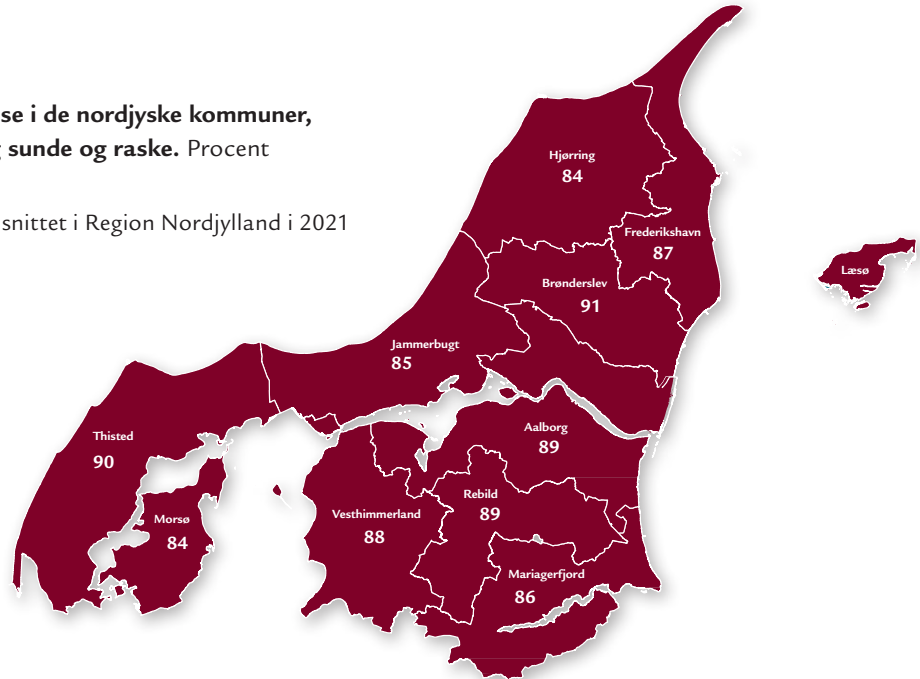 se i de nordjyske kommuner,
sunde og raske. Procent
snittet i Region Nordjylland i 2021
Hjørring
84
Frederikshavn
87
Læsø
Brønderslev
91
Jammerbugt
85
Aalborg
89
Thisted
90
Rebild
89
Vesthimmerland
88
Morsø
84
Mariagerfjord
86